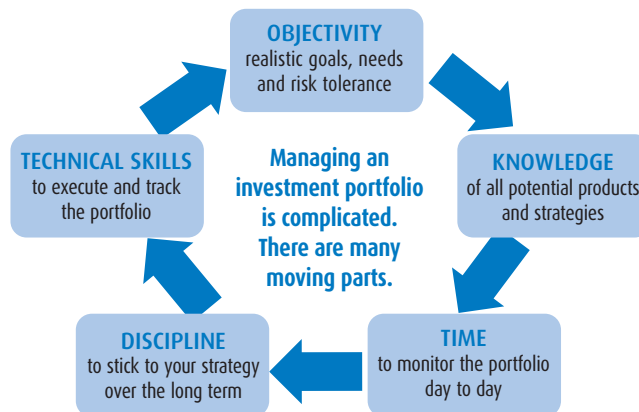 OBJECTIVITY
realistic goals, needs
and risk tolerance
KNOWLEDGE
of all potential products
and strategies
TIME
to monitor the portfolio
day to day
DISCIPLINE
to stick to your strategy
over the long term
TECHNICAL SKILLS
to execute and track
the portfolio
Managing an
investment portfolio
is complicated.
There are many
moving parts.